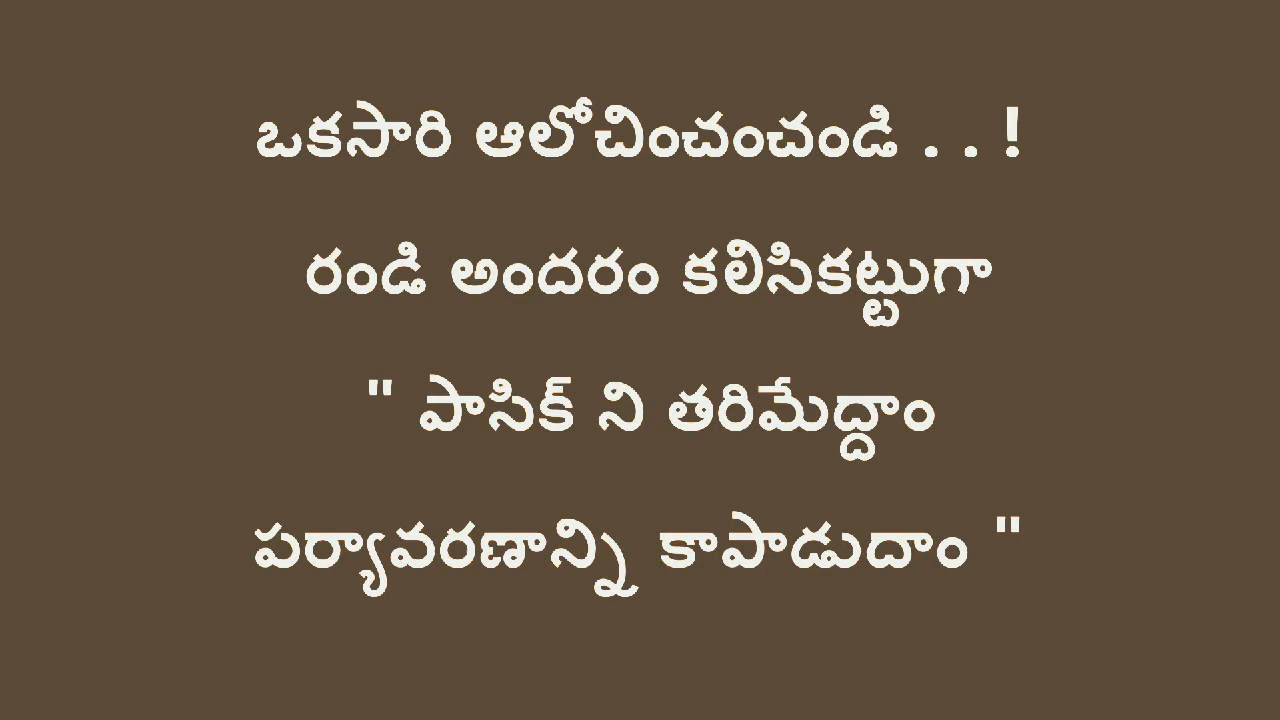 ఒకసారి ఆలోచించంచండి . . !
రండి అందరం కలిసికట్టుగా
" పాసిక్ ని తరిమేద్దాం
పర్యావరణాన్ని కాపాడుదాం "